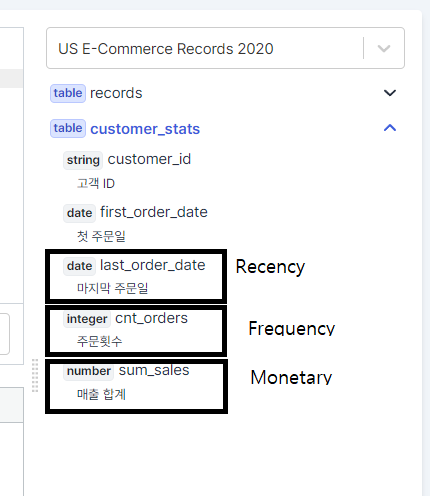 US E-Commerce Records 2020
table records
table customer_stats
string customer_id
고객 ID
date first_order_date
첫 주문일
date last_order_date Recency
마지막 주문일
integer cnt_orders Frequency
주문횟수
number sum_sales Monetary
매출 합계